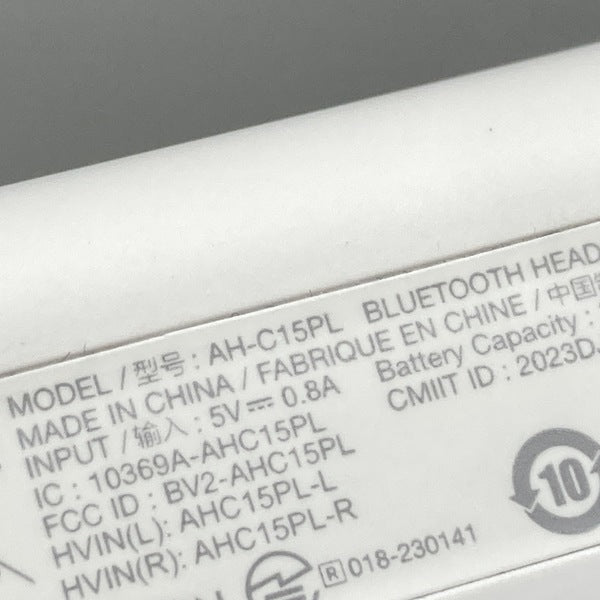 MODEL / 型号 : AH-C15PL BLUETOOTH HEAD
MADE IN CHINA / FABRIQUE EN CHINE / 中国制
INPUT / 输入 : 5V⎓0.8A Battery Capacity :
IC : 10369A-AHC15PL CMIIT ID : 2023DJ
FCC ID : BV2-AHC15PL
HVIN(L): AHC15PL-L
HVIN(R): AHC15PL-R
R 018-230141
10